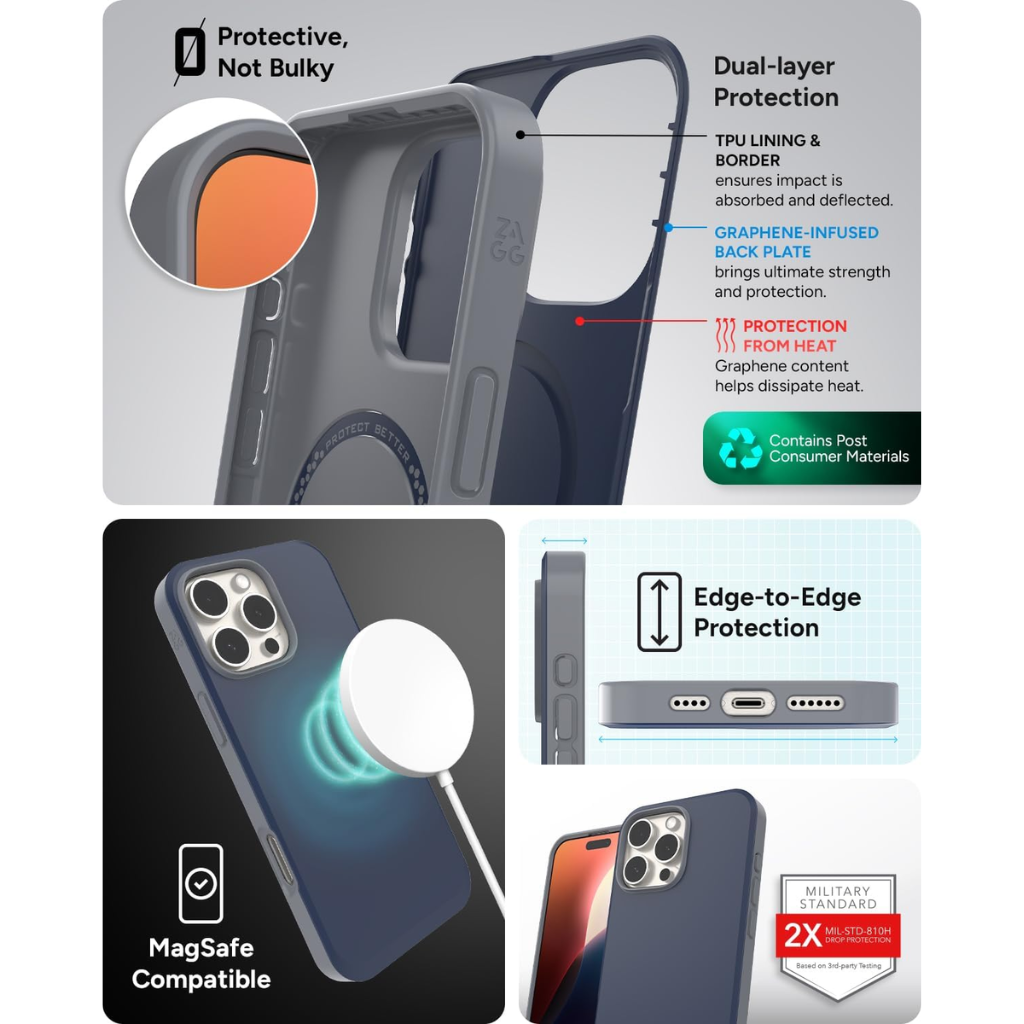 Protective,
Not Bulky
Dual-layer
Protection
TPU LINING &
BORDER
ensures impact is
absorbed and deflected.
GRAPHENE-INFUSED
BACK PLATE
brings ultimate strength
and protection.
PROTECTION
FROM HEAT
Graphene content
helps dissipate heat.
Contains Post
Consumer Materials
ZA
GG
PROTECT BETTER
MagSafe
Compatible
Edge-to-Edge
Protection
MILITARY
STANDARD
2X MIL-STD-810H
DROP PROTECTION
Based on 3rd-party Testing